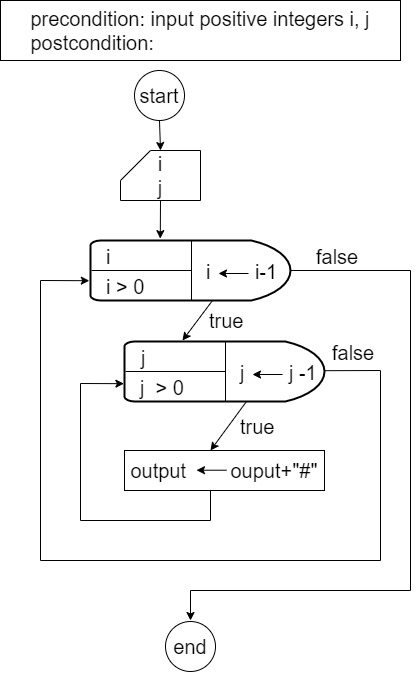 precondition: input positive integers i, j
postcondition:
start
i
j
i
i > 0
i ← i-1
false
true
j
j > 0
j ← j -1
false
true
output ← ouput+"#"
end